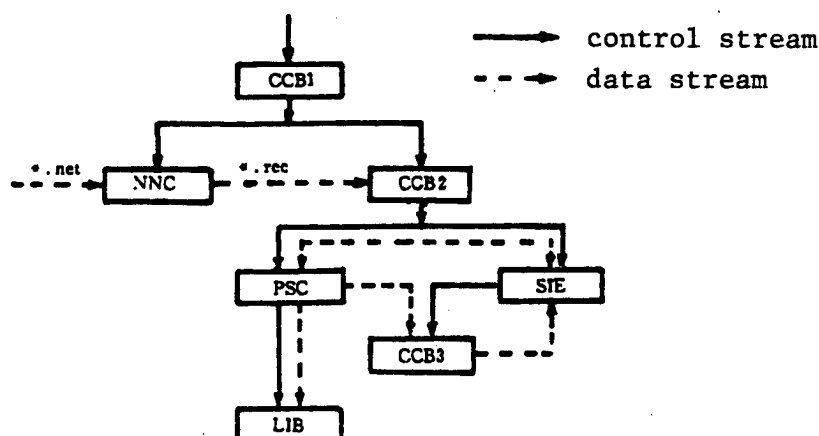 control stream
data stream
CCB1
*.net
*.rec
NNC
CCB2
PSC
SIE
CCB3
LIB